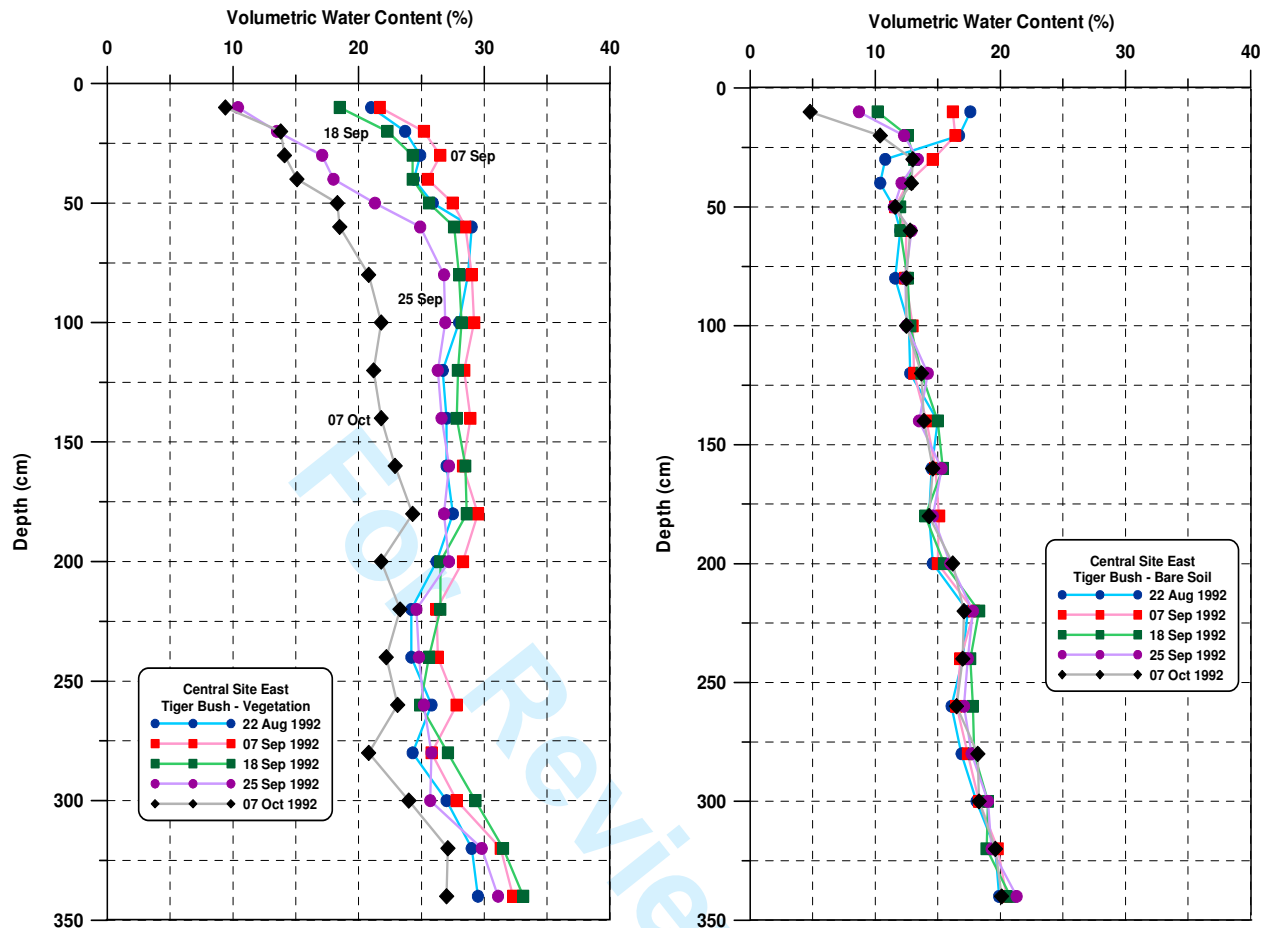 Volumetric Water Content (%)
0 10 20 30 40
0
50
100
150
200
250
300
350
Depth (cm)
18 Sep
07 Sep
25 Sep
07 Oct
Central Site East
Tiger Bush - Vegetation
22 Aug 1992
07 Sep 1992
18 Sep 1992
25 Sep 1992
07 Oct 1992
Volumetric Water Content (%)
0 10 20 30 40
0
50
100
150
200
250
300
350
Depth (cm)
Central Site East
Tiger Bush - Bare Soil
22 Aug 1992
07 Sep 1992
18 Sep 1992
25 Sep 1992
07 Oct 1992
For Revie